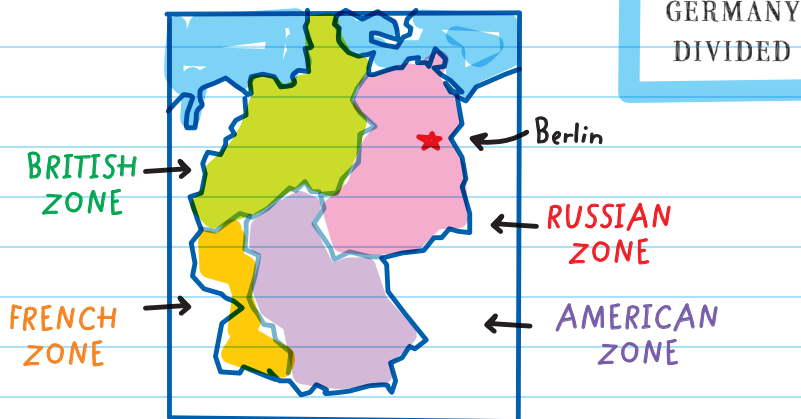 GERMANY
DIVIDED
Berlin
BRITISH
ZONE
RUSSIAN
ZONE
FRENCH
ZONE
AMERICAN
ZONE